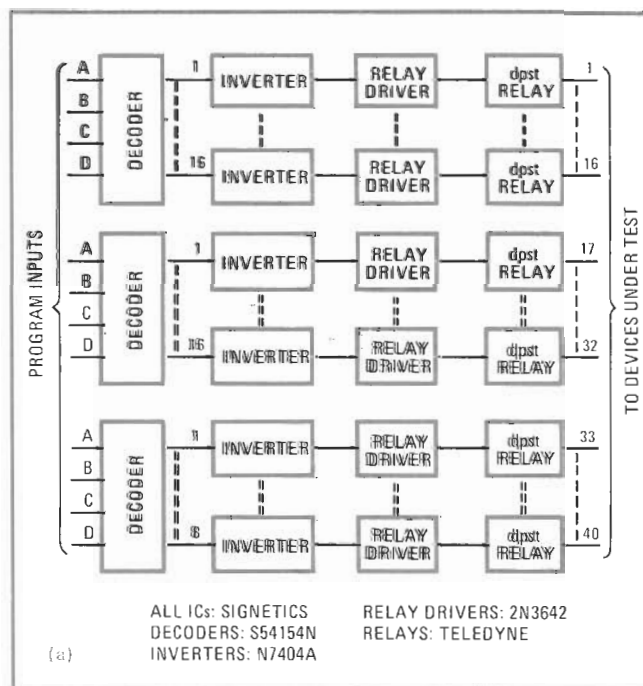 PROGRAM INPUTS
A
B
C
D
DECODER
1
INVERTER
RELAY
DRIVER
dpst
RELAY
1
16
INVERTER
RELAY
DRIVER
dpst
RELAY
16
A
B
C
D
DECODER
1
INVERTER
RELAY
DRIVER
dpst
RELAY
17
16
INVERTER
RELAY
DRIVER
dpst
RELAY
32
A
B
C
D
DECODER
1
INVERTER
RELAY
DRIVER
dpst
RELAY
33
8
INVERTER
RELAY
DRIVER
dpst
RELAY
40
TO DEVICES UNDER TEST
ALL ICs: SIGNETICS
DECODERS: S54154N
INVERTERS: N7404A
RELAY DRIVERS: 2N3642
RELAYS: TELEDYNE
(a)